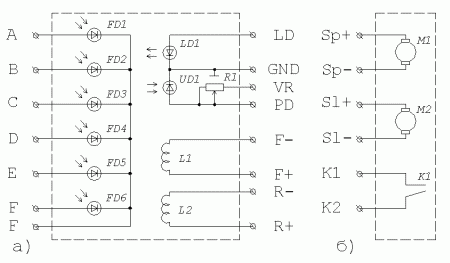 A FD1 LD1 LD Sp+ M1
B FD2 UD1 R1 GND VR Sp-
C FD3 PD Sl+ M2
D FD4 F- Sl-
E FD5 L1 F+ K1 K1
F FD6 L2 R- K2
F R+
а) б)